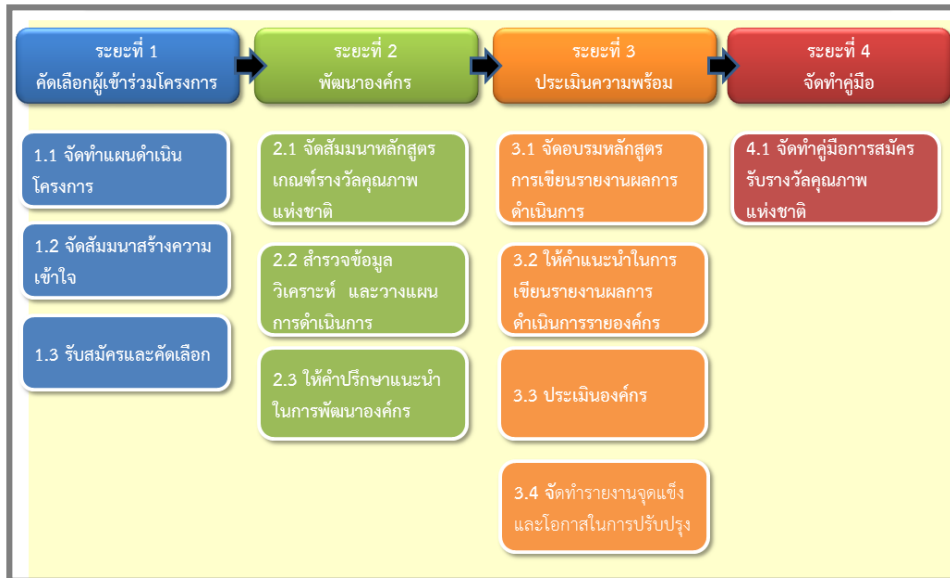 ระยะที่ 1
คัดเลือกผู้เข้าร่วมโครงการ
ระยะที่ 2
พัฒนาองค์กร
ระยะที่ 3
ประเมินความพร้อม
ระยะที่ 4
จัดทำคู่มือ
1.1 จัดทำแผนดำเนิน
โครงการ
1.2 จัดสัมมนาสร้างความ
เข้าใจ
1.3 รับสมัครและคัดเลือก
2.1 จัดสัมมนาหลักสูตร
เกณฑ์รางวัลคุณภาพ
แห่งชาติ
2.2 สำรวจข้อมูล
วิเคราะห์ และวางแผน
การดำเนินการ
2.3 ให้คำปรึกษาแนะนำ
ในการพัฒนาองค์กร
3.1 จัดอบรมหลักสูตร
การเขียนรายงานผลการ
ดำเนินการ
3.2 ให้คำแนะนำในการ
เขียนรายงานผลการ
ดำเนินการรายองค์กร
3.3 ประเมินองค์กร
3.4 จัดทำรายงานจุดแข็ง
และโอกาสในการปรับปรุง
4.1 จัดทำคู่มือการสมัคร
รับรางวัลคุณภาพ
แห่งชาติ